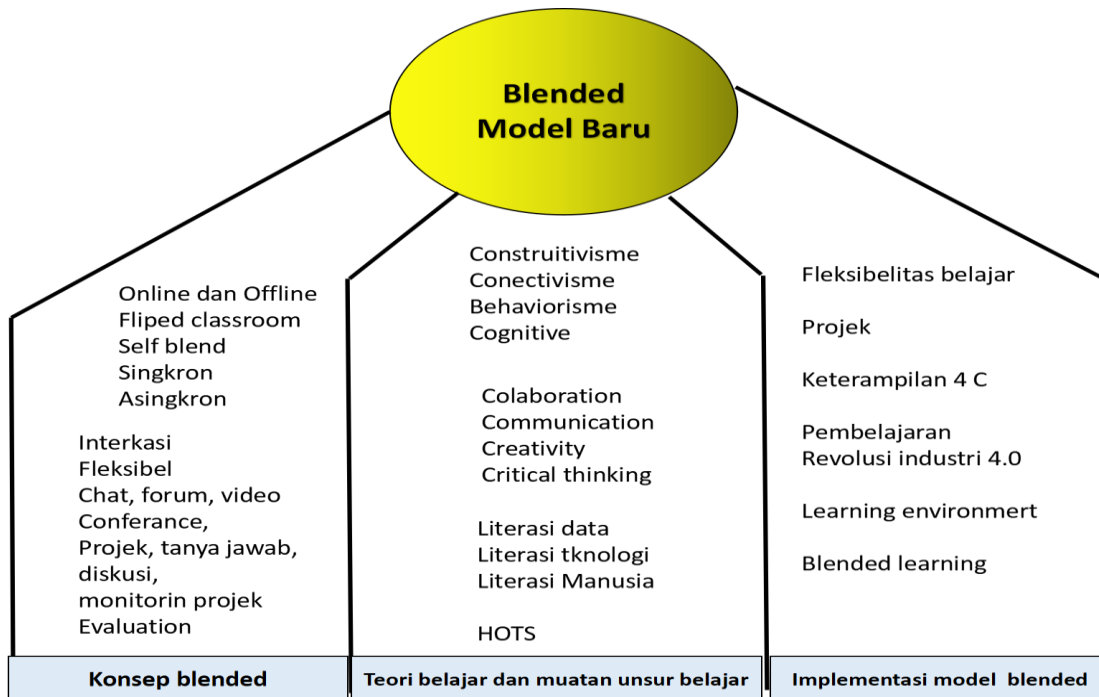 Blended
Model Baru
Online dan Offline
Fliped classroom
Self blend
Singkron
Asingkron
Interkasi
Fleksibel
Chat, forum, video
Conferance,
Projek, tanya jawab,
diskusi,
monitorin projek
Evaluation
Konsep blended
Construitivisme
Conectivisme
Behaviorisme
Cognitive
Colaboration
Communication
Creativity
Critical thinking
Literasi data
Literasi tknologi
Literasi Manusia
HOTS
Teori belajar dan muatan unsur belajar
Fleksibelitas belajar
Projek
Keterampilan 4 C
Pembelajaran
Revolusi industri 4.0
Learning environmert
Blended learning
Implementasi model blended